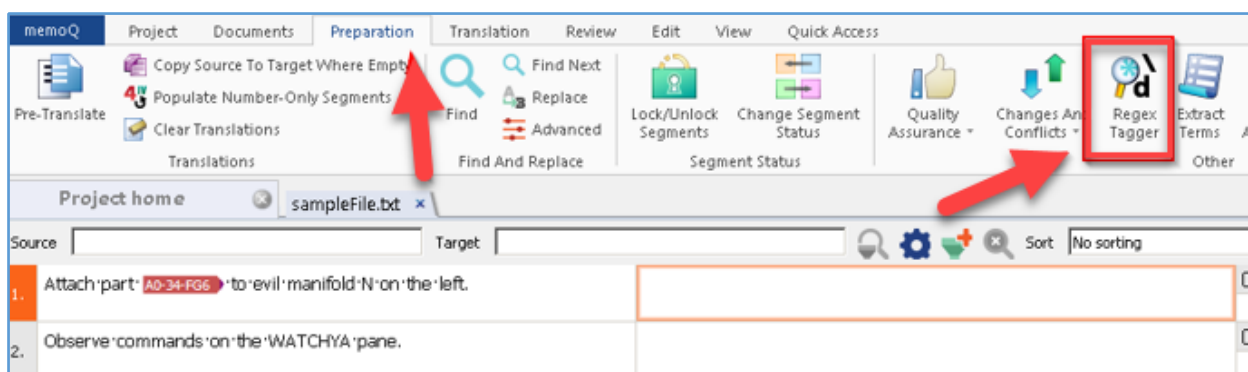 memoQ Project Documents Preparation Translation Review Edit View Quick Access
Pre-Translate
Copy Source To Target Where Empty
Populate Number-Only Segments
Clear Translations
Translations
Find
Find Next
Replace
Advanced
Find And Replace
Lock/Unlock
Segments
Change Segment
Status
Segment Status
Quality
Assurance
Changes And
Conflicts
Regex
Tagger
Extract
Terms
Other
Project home sampleFile.txt
Source Target Sort No sorting
1. Attach·part·A0-34-FG6·to·evil·manifold·N·on·the·left.
2. Observe·commands·on·the·WATCHYA·pane.